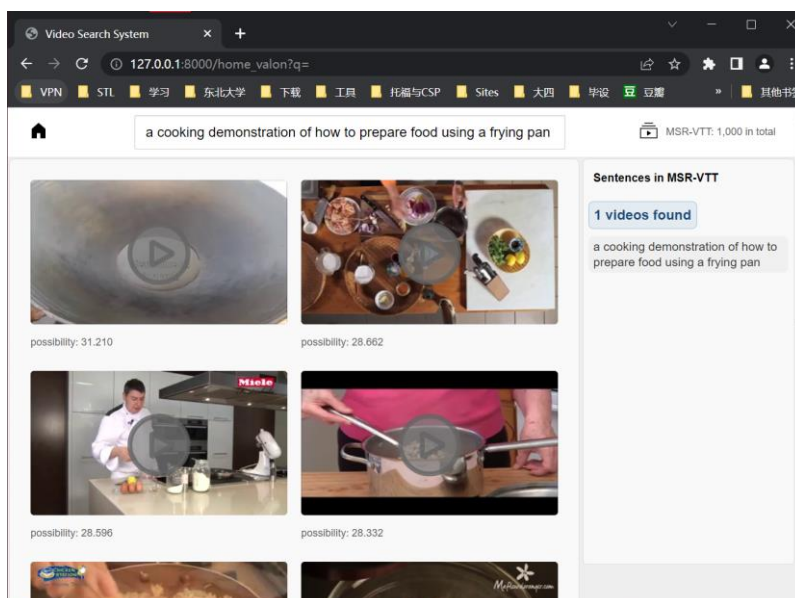 Video Search System
127.0.0.1:8000/home_valon?q=
VPN STL 学习 东北大学 下载 工具 托福与CSP Sites 大四 毕设 豆 豆瓣 » 其他书签
a cooking demonstration of how to prepare food using a frying pan
MSR-VTT: 1,000 in total
possibility: 31.210
possibility: 28.662
Miele
possibility: 28.596
possibility: 28.332
Sentences in MSR-VTT
1 videos found
a cooking demonstration of how to
prepare food using a frying pan